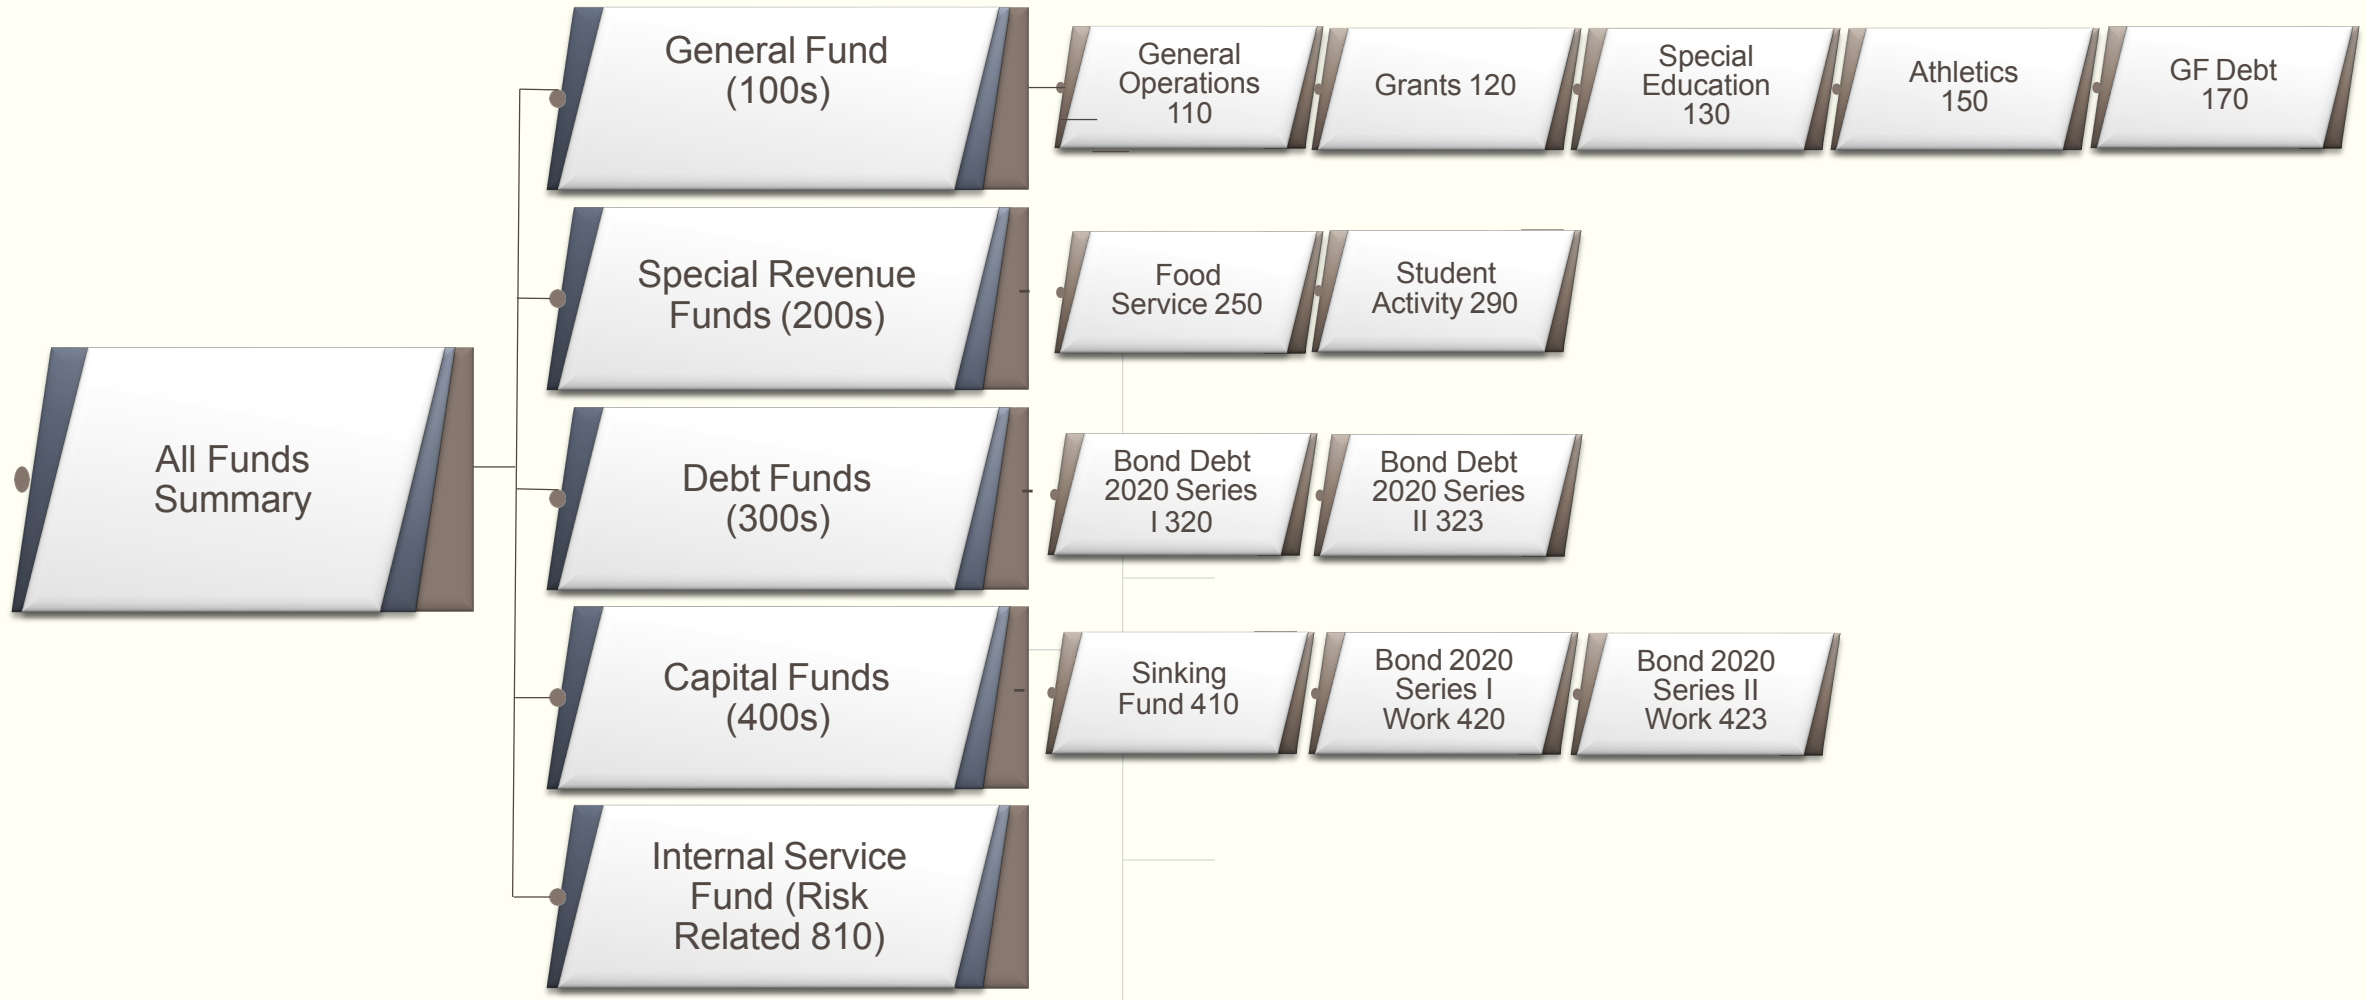 General Fund
(100s)
General
Operations
110
Grants 120
Special
Education
130
Athletics
150
GF Debt
170
Special Revenue
Funds (200s)
Food
Service 250
Student
Activity 290
All Funds
Summary
Debt Funds
(300s)
Bond Debt
2020 Series
I 320
Bond Debt
2020 Series
II 323
Capital Funds
(400s)
Sinking
Fund 410
Bond 2020
Series I
Work 420
Bond 2020
Series II
Work 423
Internal Service
Fund (Risk
Related 810)